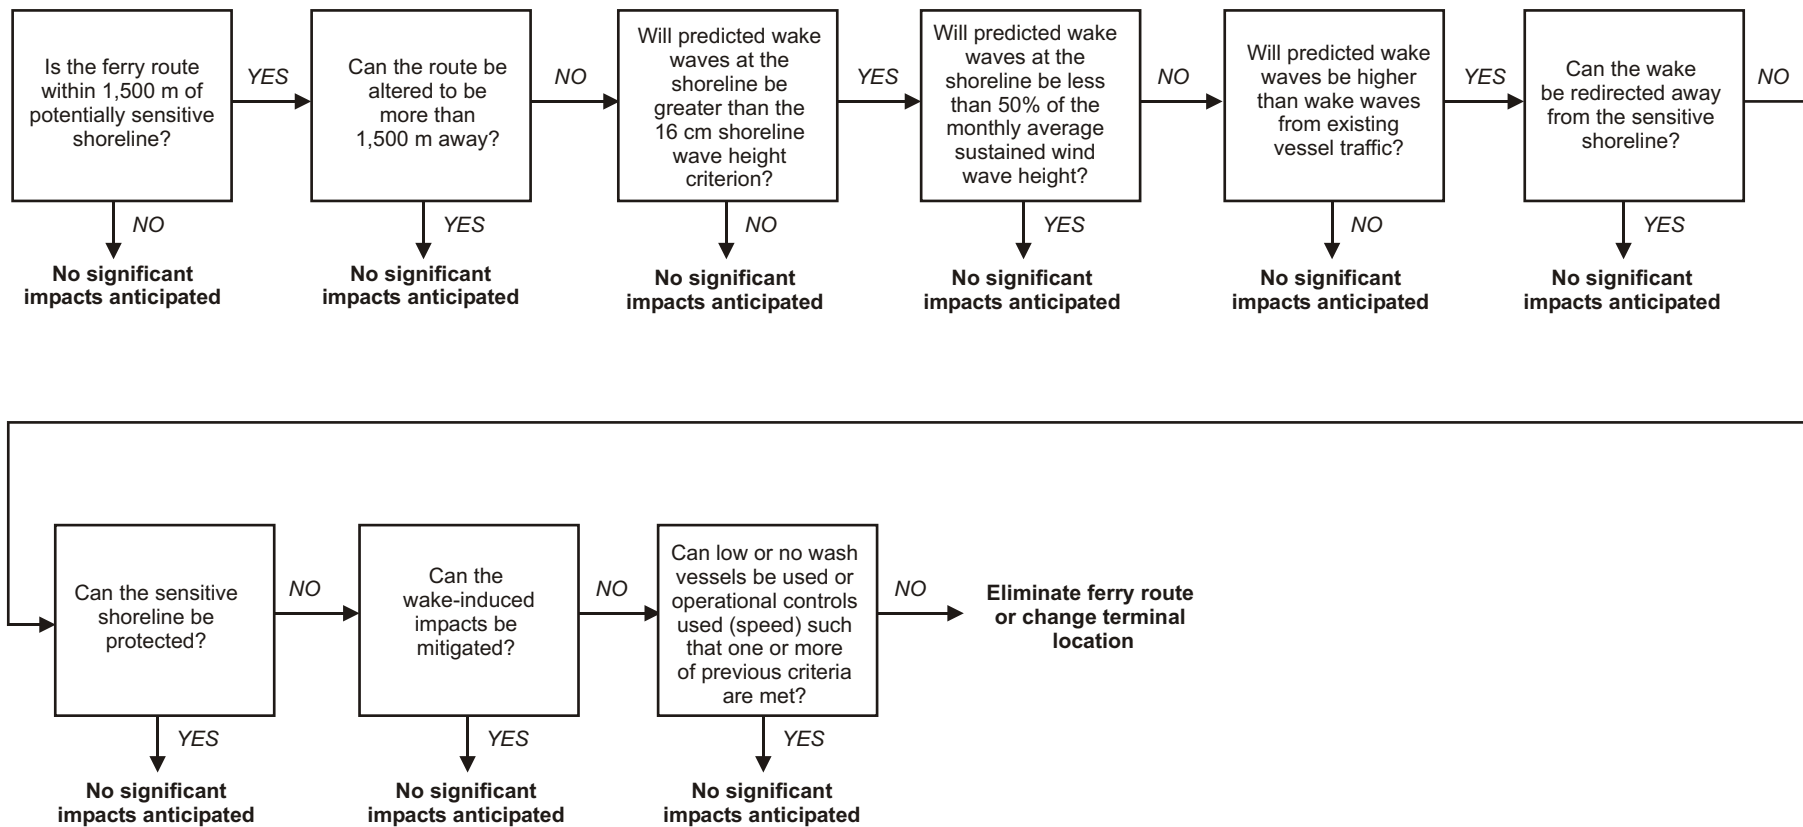 Is the ferry route
within 1,500 m of
potentially sensitive
shoreline?
YES
NO
No significant
impacts anticipated
Can the route be
altered to be
more than
1,500 m away?
NO
YES
No significant
impacts anticipated
Will predicted wake
waves at the
shoreline be
greater than the
16 cm shoreline
wave height
criterion?
YES
NO
No significant
impacts anticipated
Will predicted wake
waves at the
shoreline be less
than 50% of the
monthly average
sustained wind
wave height?
NO
YES
No significant
impacts anticipated
Will predicted wake
waves be higher
than wake waves
from existing
vessel traffic?
YES
NO
No significant
impacts anticipated
Can the wake
be redirected away
from the sensitive
shoreline?
NO
YES
No significant
impacts anticipated
Can the sensitive
shoreline be
protected?
NO
YES
No significant
impacts anticipated
Can the
wake-induced
impacts be
mitigated?
NO
YES
No significant
impacts anticipated
Can low or no wash
vessels be used or
operational controls
used (speed) such
that one or more
of previous criteria
are met?
NO
YES
No significant
impacts anticipated
Eliminate ferry route
or change terminal
location